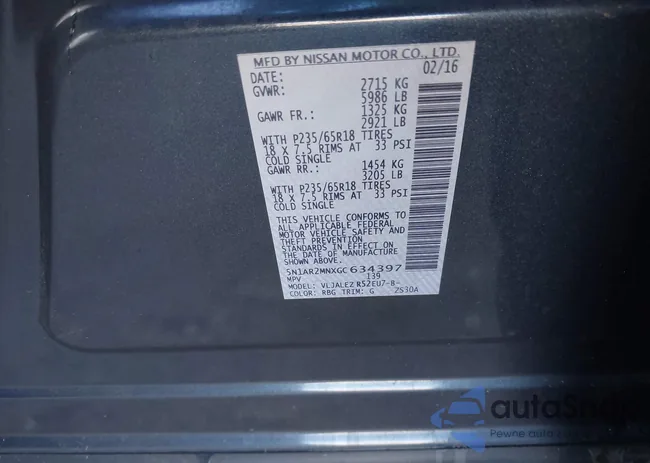 MFD BY NISSAN MOTOR CO., LTD.
DATE: 02/16
GVWR: 2715 KG
5986 LB
GAWR FR.: 1325 KG
2921 LB
WITH P235/65R18 TIRES
18 X 7.5 RIMS AT 33 PSI
COLD SINGLE
GAWR RR.: 1454 KG
3205 LB
WITH P235/65R18 TIRES
18 X 7.5 RIMS AT 33 PSI
COLD SINGLE
THIS VEHICLE CONFORMS TO
ALL APPLICABLE FEDERAL
MOTOR VEHICLE SAFETY AND
THEFT PREVENTION
STANDARDS IN EFFECT ON
THE DATE OF MANUFACTURE
SHOWN ABOVE.
5N1AR2MNXGC634397
MPV 139
MODEL: VLJALEZ R52EU7-B-
COLOR: RBG TRIM: G ZS30A
autaSh
Pewne auto